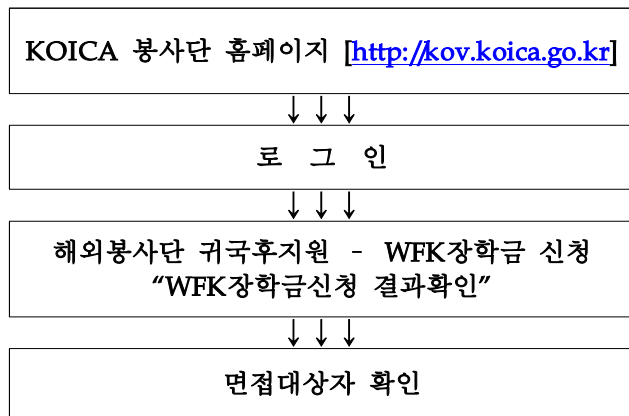 KOICA 봉사단 홈페이지 [http://kov.koica.go.kr]
↓ ↓ ↓
로 그 인
↓ ↓ ↓
해외봉사단 귀국후지원 - WFK장학금 신청
“WFK장학금신청 결과확인”
↓ ↓ ↓
면접대상자 확인